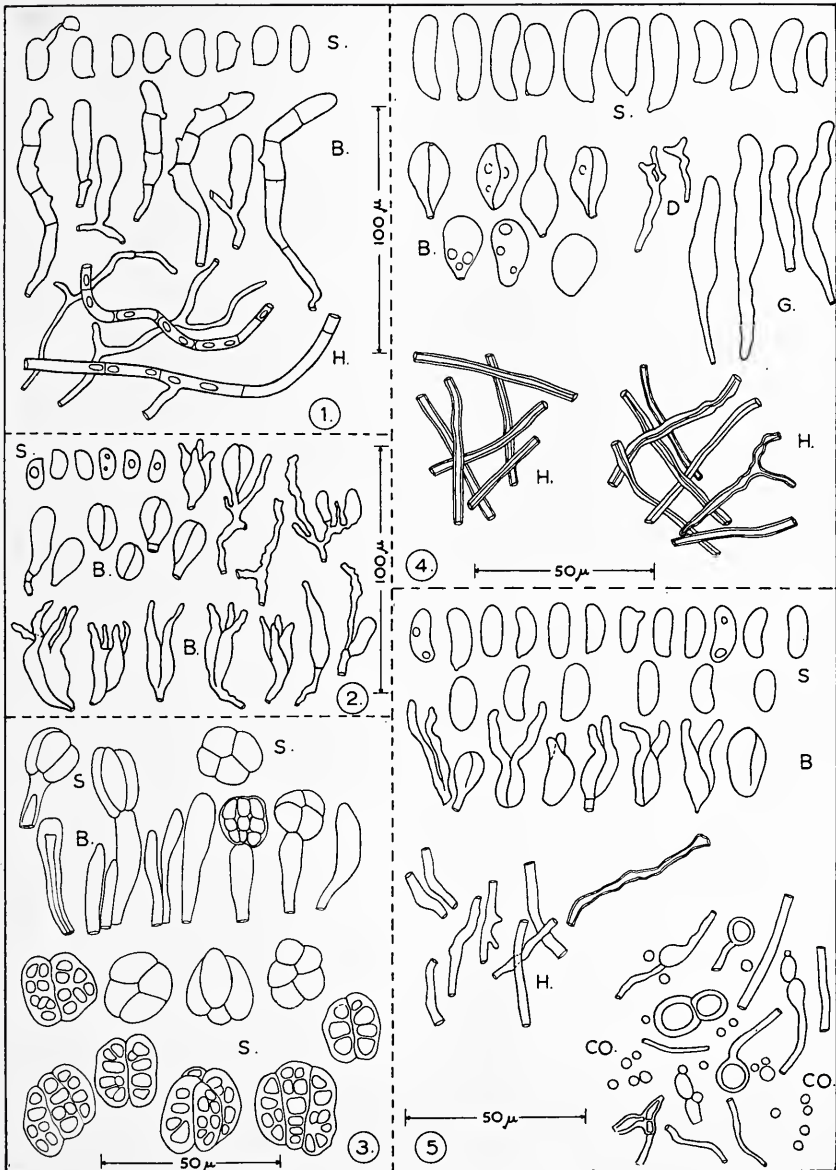 S.
B.
100 μ
H.
1.
S.
B.
B.
100 μ
2.
S
S.
B.
S.
3.
50 μ
S.
B.
D
G.
H.
H.
4
50 μ
S
B
H.
CO.
CO.
50 μ
5